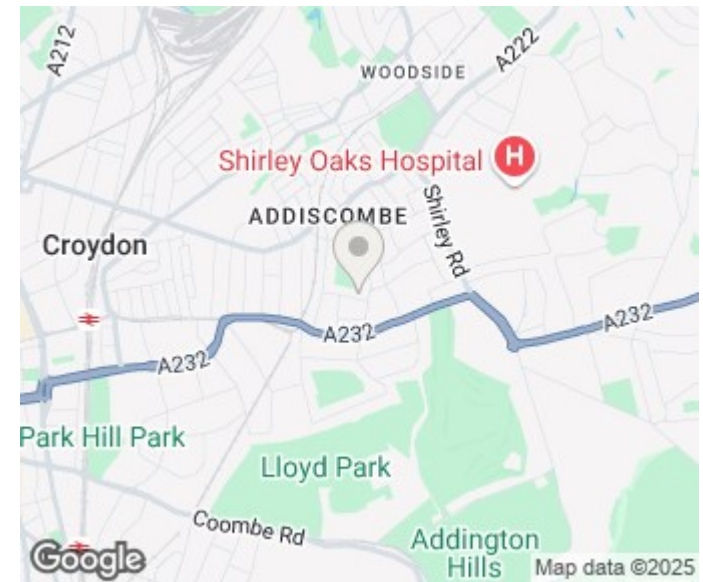 A212
WOODSIDE
A222
Shirley Oaks Hospital
H
ADDISCOMBE
Shirley Rd
Croydon
A232
A232
A232
Park Hill Park
Lloyd Park
Coombe Rd
Addington
Hills
Google
Map data ©2025